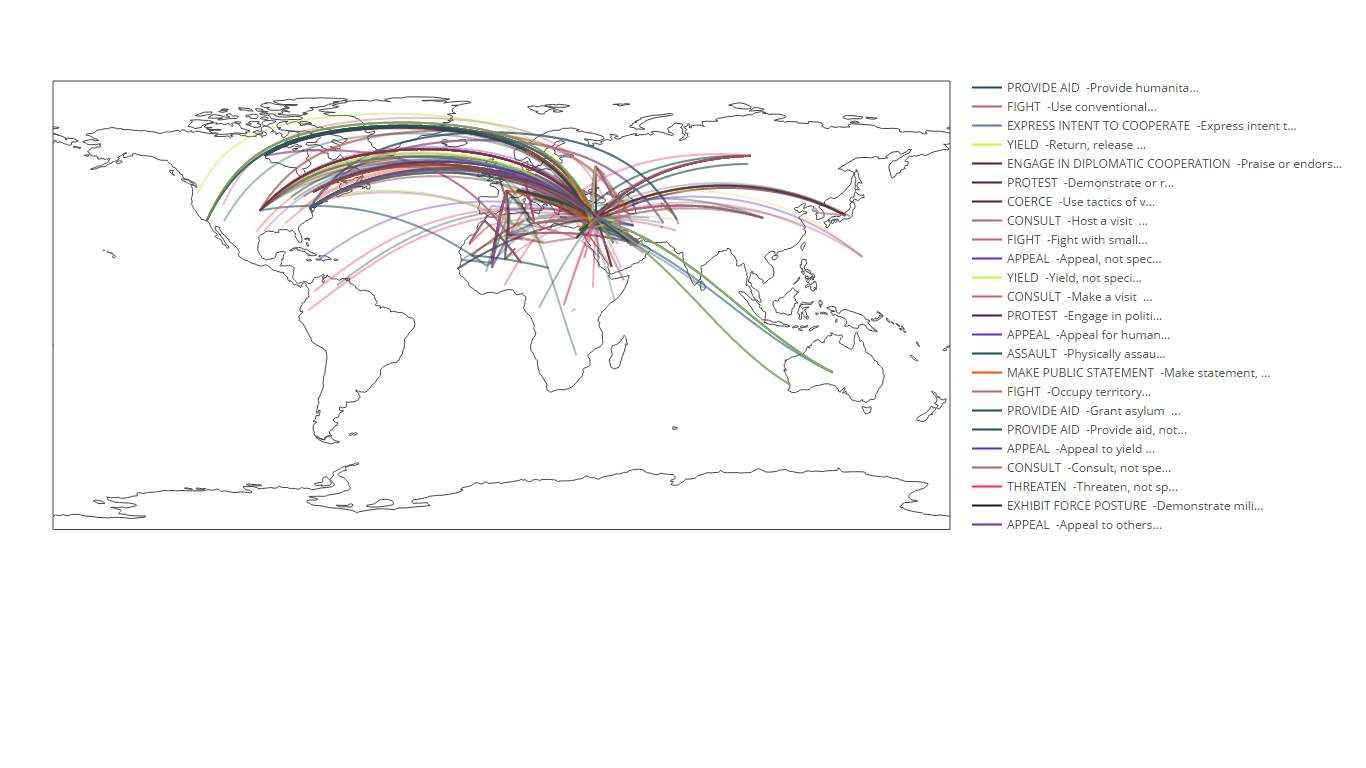 PROVIDE AID -Provide humanita...
FIGHT -Use conventional...
EXPRESS INTENT TO COOPERATE -Express intent t...
YIELD -Return, release ...
ENGAGE IN DIPLOMATIC COOPERATION -Praise or endors...
PROTEST -Demonstrate or r...
COERCE -Use tactics of v...
CONSULT -Host a visit ...
FIGHT -Fight with small...
APPEAL -Appeal, not spec...
YIELD -Yield, not speci...
CONSULT -Make a visit ...
PROTEST -Engage in politi...
APPEAL -Appeal for human...
ASSAULT -Physically assau...
MAKE PUBLIC STATEMENT -Make statement, ...
FIGHT -Occupy territory...
PROVIDE AID -Grant asylum ...
PROVIDE AID -Provide aid, not...
APPEAL -Appeal to yield ...
CONSULT -Consult, not spe...
THREATEN -Threaten, not sp...
EXHIBIT FORCE POSTURE -Demonstrate mili...
APPEAL -Appeal to others...